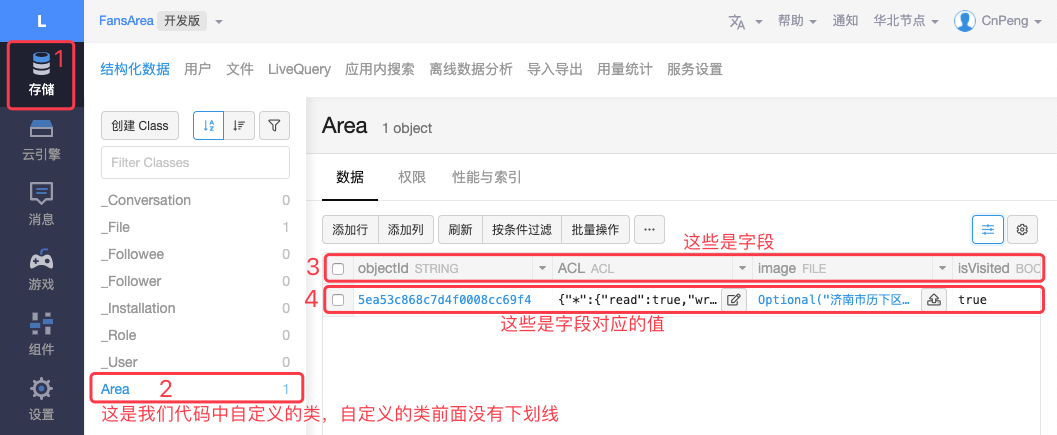 L
FansArea 开发版
帮助
通知
华北节点
CnPeng
1
存储
云引擎
消息
游戏
组件
设置
结构化数据 用户 文件 LiveQuery 应用内搜索 离线数据分析 导入导出 用量统计 服务设置
创建 Class
Filter Classes
_Conversation 0
_File 1
_Followee 0
_Follower 0
_Installation 0
_Role 0
_User 0
Area 2 1
这是我们代码中自定义的类，自定义的类前面没有下划线
Area 1 object
数据 权限 性能与索引
添加行 添加列 刷新 按条件过滤 批量操作 ...
这些是字段
3 objectId STRING ACL ACL image FILE isVisited BOO
4 5ea53c868c7d4f0008cc69f4 {"*":{"read":true,"wr... Optional("济南市历下区... true
这些是字段对应的值